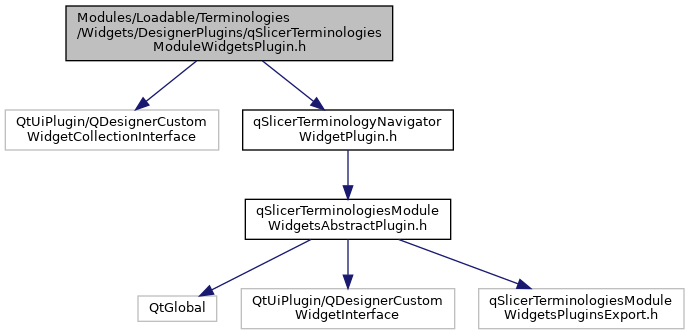 Modules/Loadable/Terminologies
/Widgets/DesignerPlugins/qSlicerTerminologies
ModuleWidgetsPlugin.h
QtUiPlugin/QDesignerCustom
WidgetCollectionInterface
qSlicerTerminologyNavigator
WidgetPlugin.h
qSlicerTerminologiesModule
WidgetsAbstractPlugin.h
QtGlobal
QtUiPlugin/QDesignerCustom
WidgetInterface
qSlicerTerminologiesModule
WidgetsPluginsExport.h